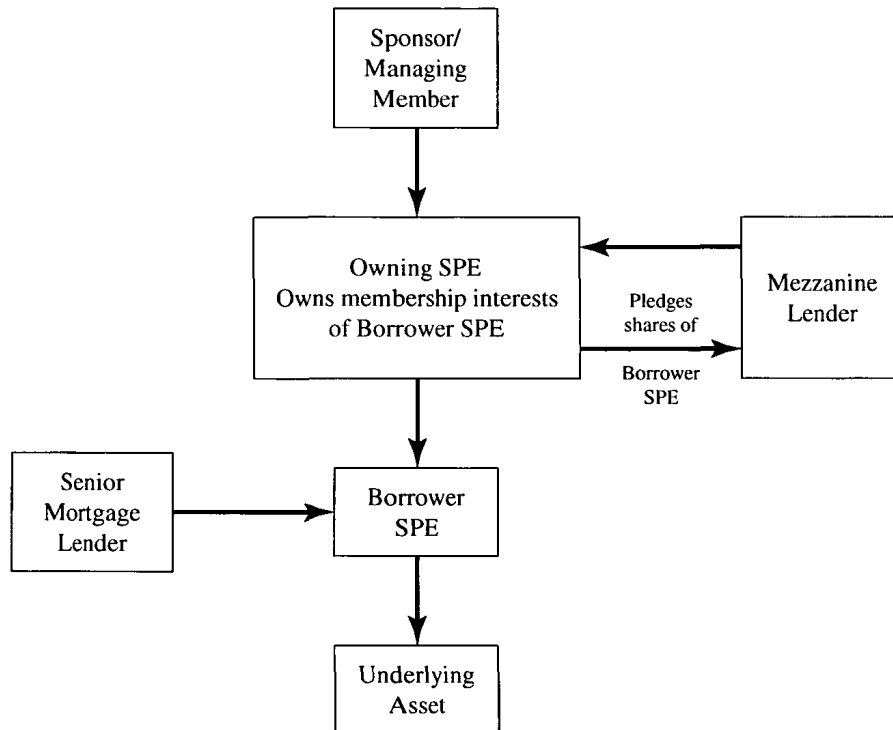 Sponsor/
Managing
Member
Owning SPE
Owns membership interests
of Borrower SPE
Pledges
shares of
Borrower
SPE
Mezzanine
Lender
Senior
Mortgage
Lender
Borrower
SPE
Underlying
Asset